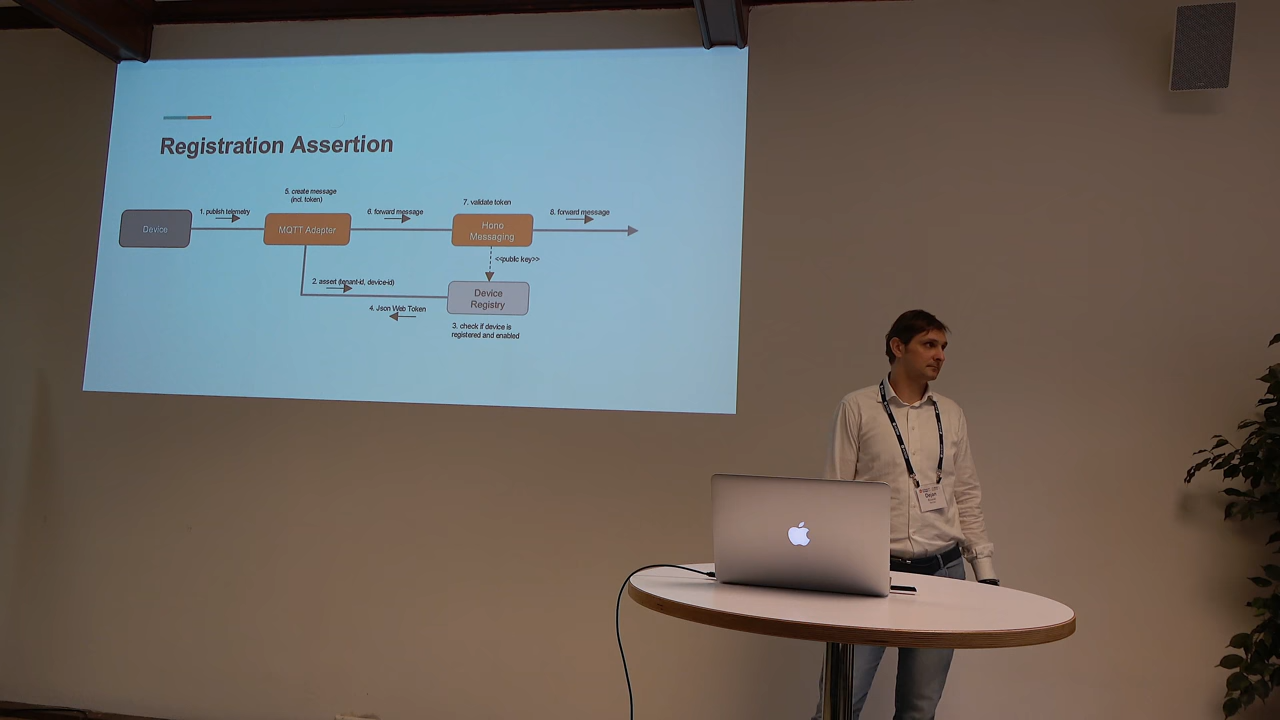 Registration Assertion
5. create message
(incl. token)
7. validate token
1. publish telemetry
6. forward message
8. forward message
Device
MQTT Adapter
Hono
Messaging
<<public key>>
2. assert (tenant-id, device-id)
Device
Registry
4. Json Web Token
3. check if device is
registered and enabled
Dejan